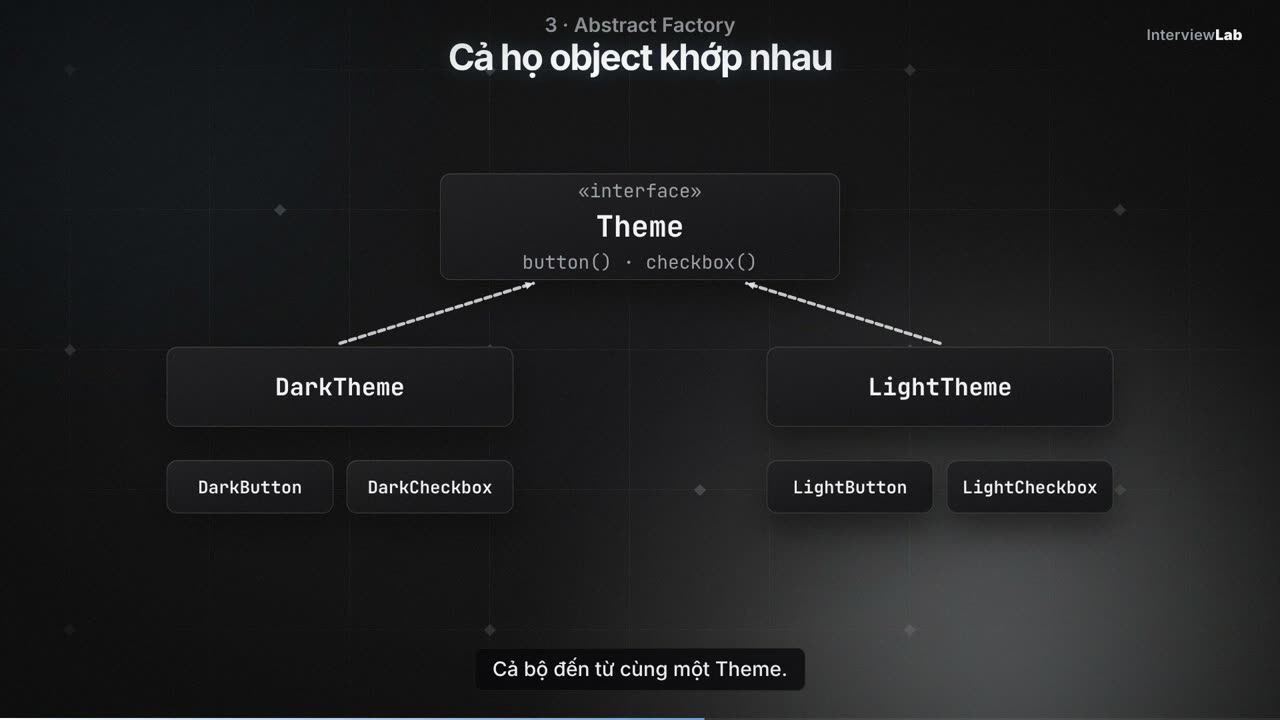 3 · Abstract Factory
Cả họ object khớp nhau
InterviewLab
«interface»
Theme
button() · checkbox()
DarkTheme
LightTheme
DarkButton
DarkCheckbox
LightButton
LightCheckbox
Cả bộ đến từ cùng một Theme.